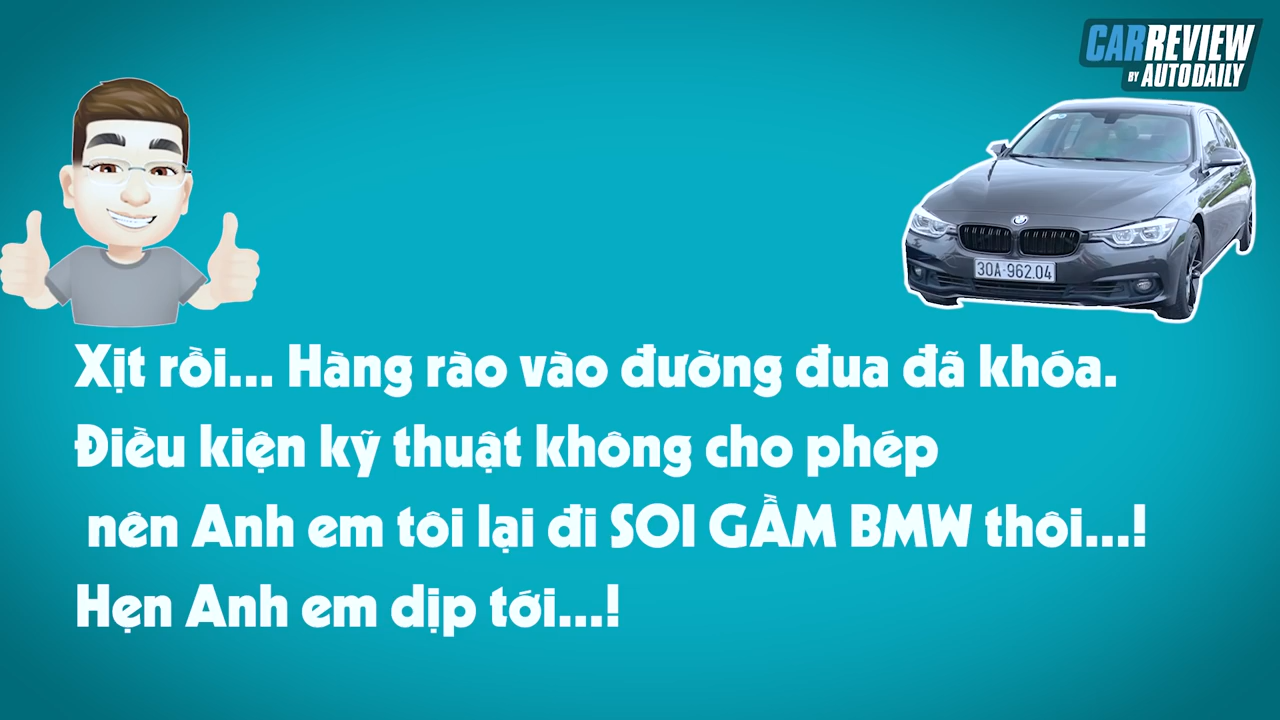 CARREVIEW
BY AUTODAILY
30A-962.04
Xịt rồi... Hàng rào vào đường đua đã khóa.
Điều kiện kỹ thuật không cho phép
nên Anh em tôi lại đi SOI GẦM BMW thôi...!
Hẹn Anh em dịp tới...!